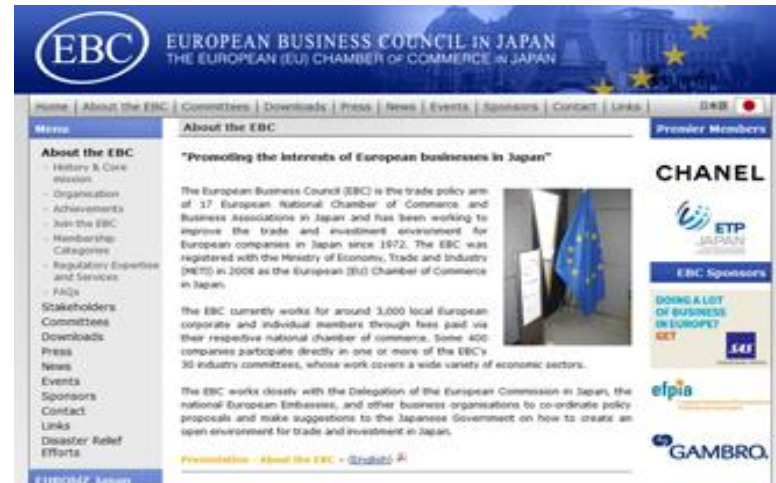 EBC
EUROPEAN BUSINESS COUNCIL IN JAPAN
THE EUROPEAN (EU) CHAMBER OF COMMERCE IN JAPAN
Home | About the EBC | Committees | Downloads | Press | News | Events | Sponsors | Contact | Links | 日本語
Menu
About the EBC
- History & Core
mission
- Organisation
- Achievements
- Join the EBC
- Membership
Categories
- Regulatory Expertise
and Services
- FAQs
Stakeholders
Committees
Downloads
Press
News
Events
Sponsors
Contact
Links
Disaster Relief
Efforts
EUROBIZ Japan
About the EBC
"Promoting the interests of European businesses in Japan"
The European Business Council (EBC) is the trade policy arm
of 17 European National Chamber of Commerce and
Business Associations in Japan and has been working to
improve the trade and investment environment for
European companies in Japan since 1972. The EBC was
registered with the Ministry of Economy, Trade and Industry
(METI) in 2008 as the European (EU) Chamber of Commerce
in Japan.
The EBC currently works for around 3,000 local European
corporate and individual members through fees paid via
their respective national chamber of commerce. Some 400
companies participate directly in one or more of the EBC's
30 industry committees, whose work covers a wide variety of economic sectors.
The EBC works closely with the Delegation of the European Commission in Japan, the
national European Embassies, and other business organisations to co-ordinate policy
proposals and make suggestions to the Japanese Government on how to create an
open environment for trade and investment in Japan.
Presentation - About the EBC - (English)
Premier Members
CHANEL
ETP
JAPAN
EBC Sponsors
DOING A LOT
OF BUSINESS
IN EUROPE?
GET
SAS
efpia
GAMBRO